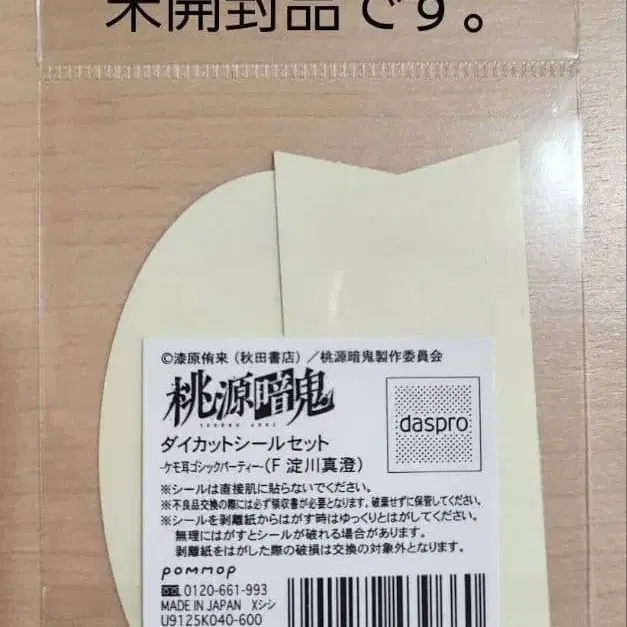 未開封品です。
©漆原侑来（秋田書店）／桃源暗鬼製作委員会
桃源暗鬼
TOUGEN ANKI
daspro
ダイカットシールセット
-ケモ耳ゴシックパーティー-（F 淀川真澄）
※シールは直接肌に貼らないでください。
※不良品交換の際には必ず領収書が必要となります。破棄せずに保管してください。
※シールを剥離紙からはがす時はゆっくりとはがしてください。
無理にはがすとシールが破れる場合があります。
剥離紙をはがした際の破損は交換の対象外となります。
pommop
0120-661-993
MADE IN JAPAN Xシシ
U9125K040-600